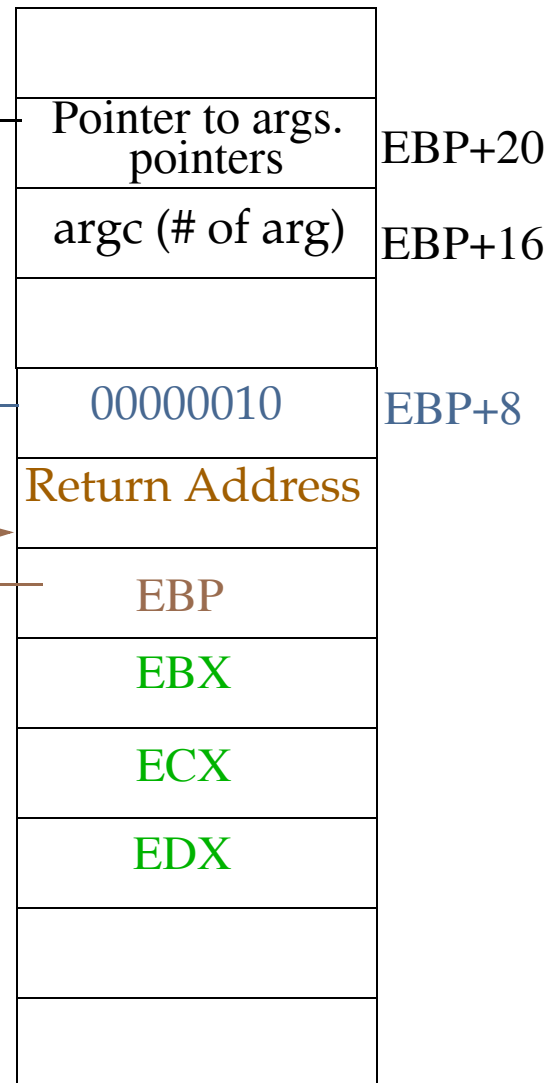 Pointer to args.
pointers
EBP+20
argc (# of arg)
EBP+16
00000010
EBP+8
Return Address
EBP
EBX
ECX
EDX